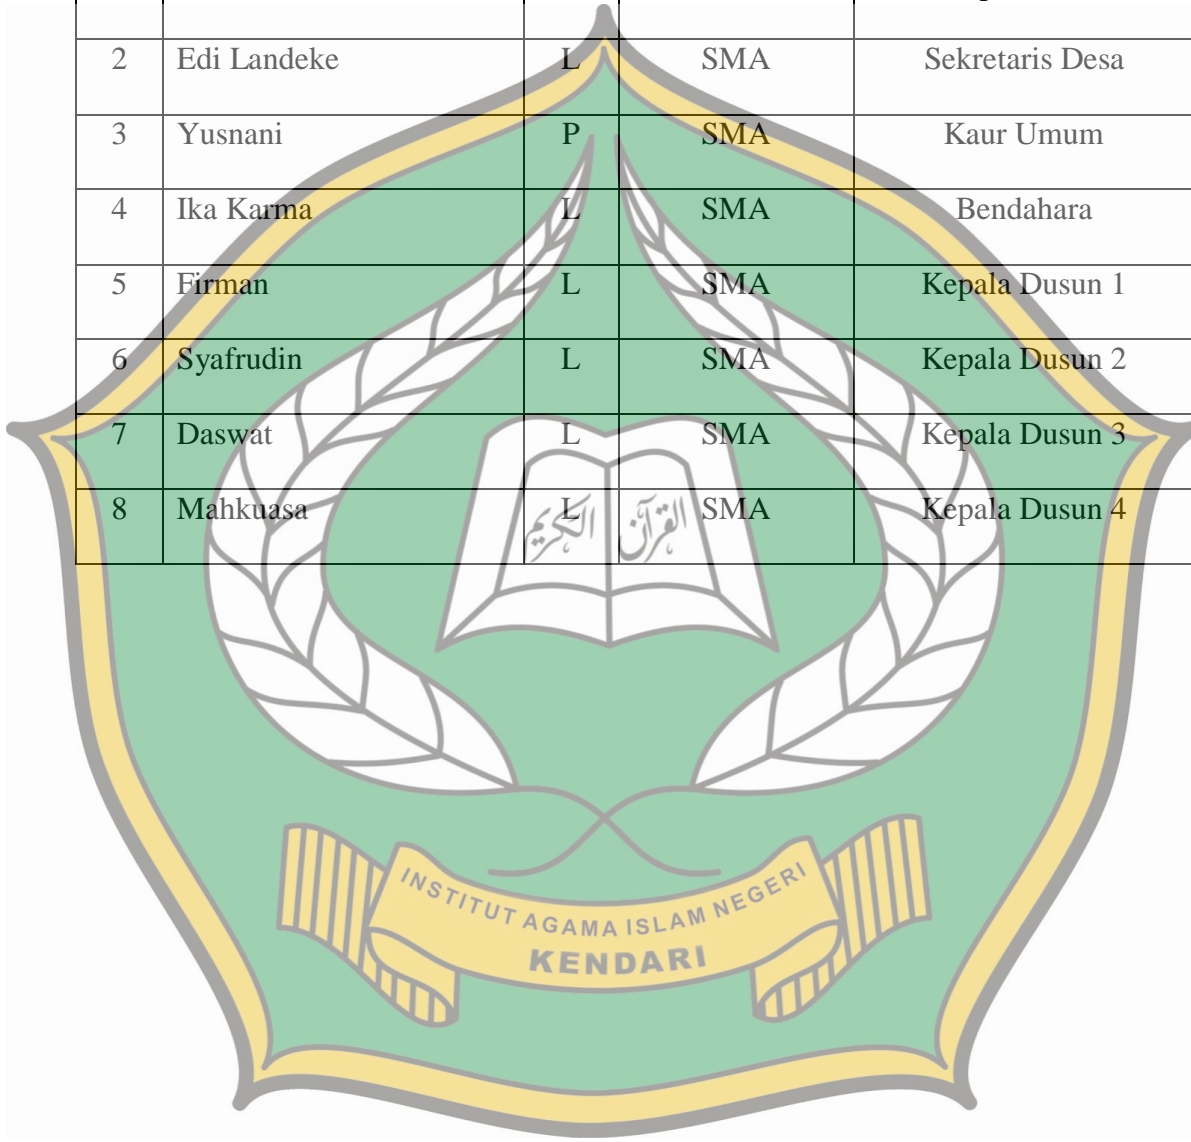 2 Edi Landeke L SMA Sekretaris Desa
3 Yusnani P SMA Kaur Umum
4 Ika Karma L SMA Bendahara
5 Firman L SMA Kepala Dusun 1
6 Syafrudin L SMA Kepala Dusun 2
7 Daswat L SMA Kepala Dusun 3
8 Mahkuasa L SMA Kepala Dusun 4
القرآن الكريم
INSTITUT AGAMA ISLAM NEGERI
KENDARI